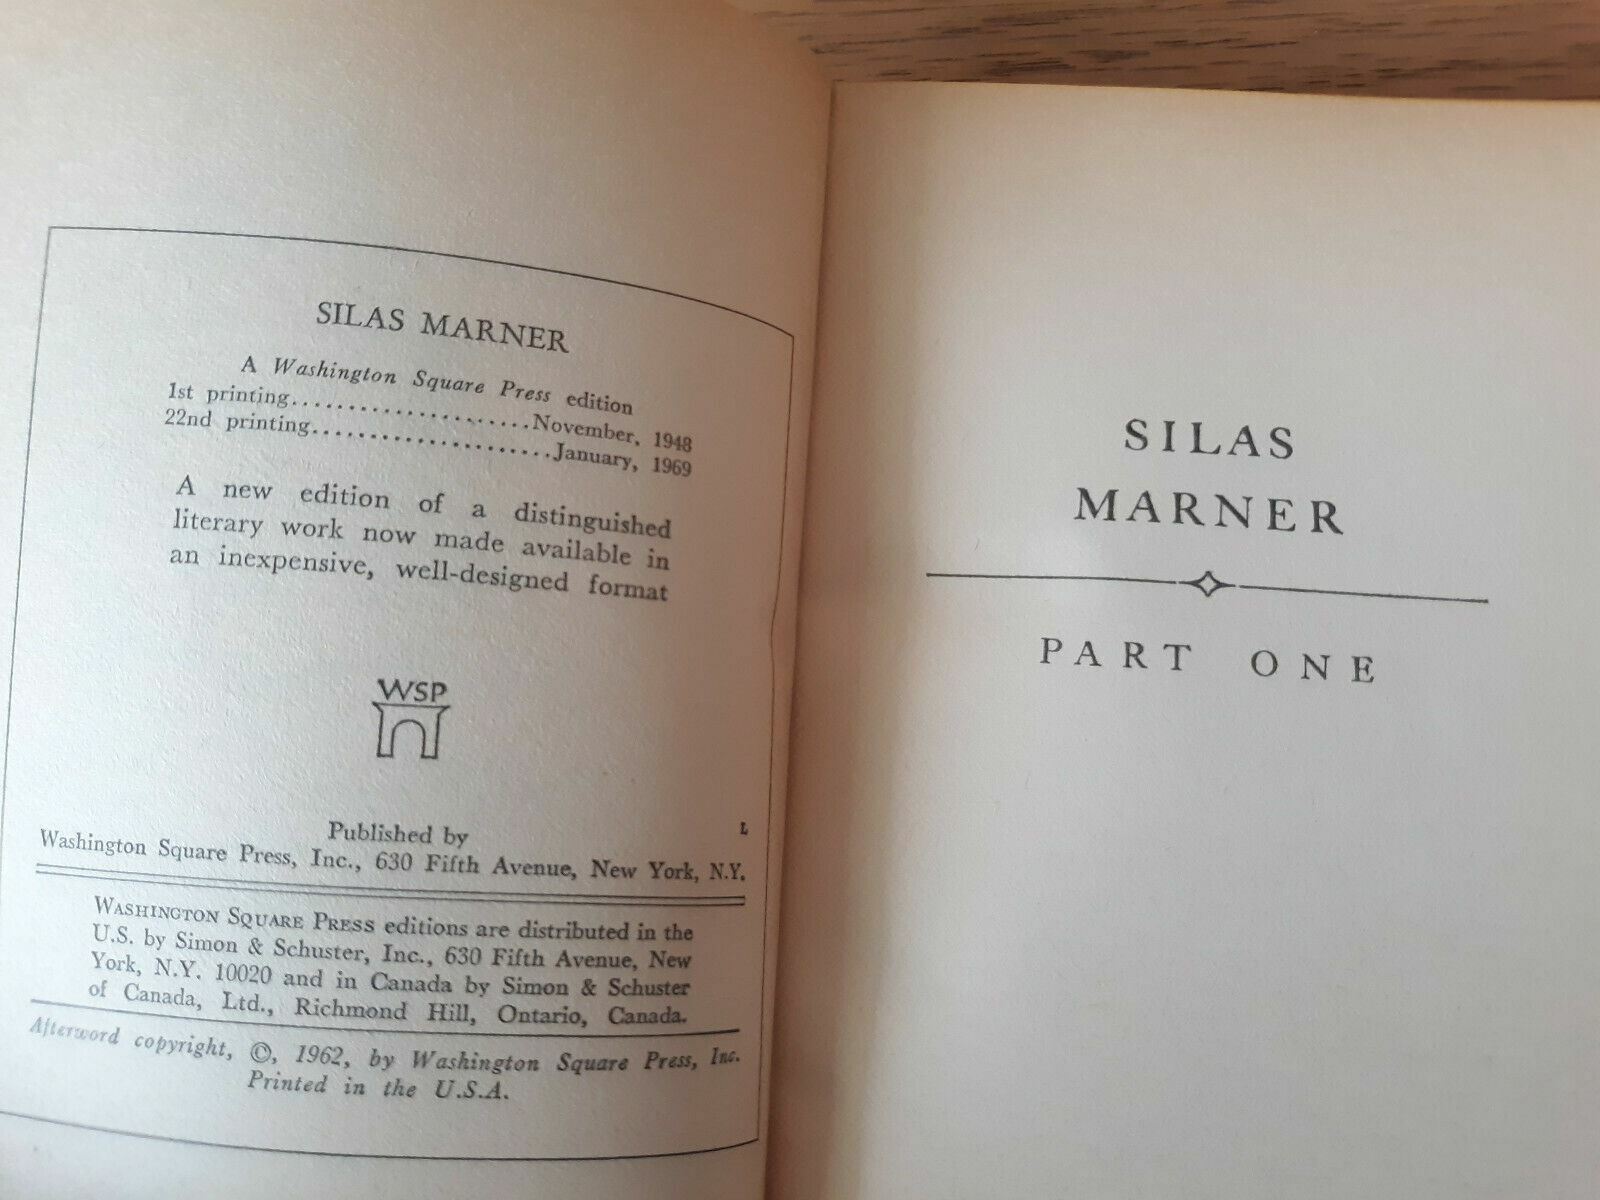 SILAS MARNER
A Washington Square Press edition
1st printing.....................November, 1948
22nd printing.....................January, 1969
A new edition of a distinguished
literary work now made available in
an inexpensive, well-designed format
WSP
Published by
L
Washington Square Press, Inc., 630 Fifth Avenue, New York, N.Y.
WASHINGTON SQUARE PRESS editions are distributed in the
U.S. by Simon & Schuster, Inc., 630 Fifth Avenue, New
York, N.Y. 10020 and in Canada by Simon & Schuster
of Canada, Ltd., Richmond Hill, Ontario, Canada.
Afterword copyright, ©, 1962, by Washington Square Press, Inc.
Printed in the U.S.A.
SILAS
MARNER
PART ONE